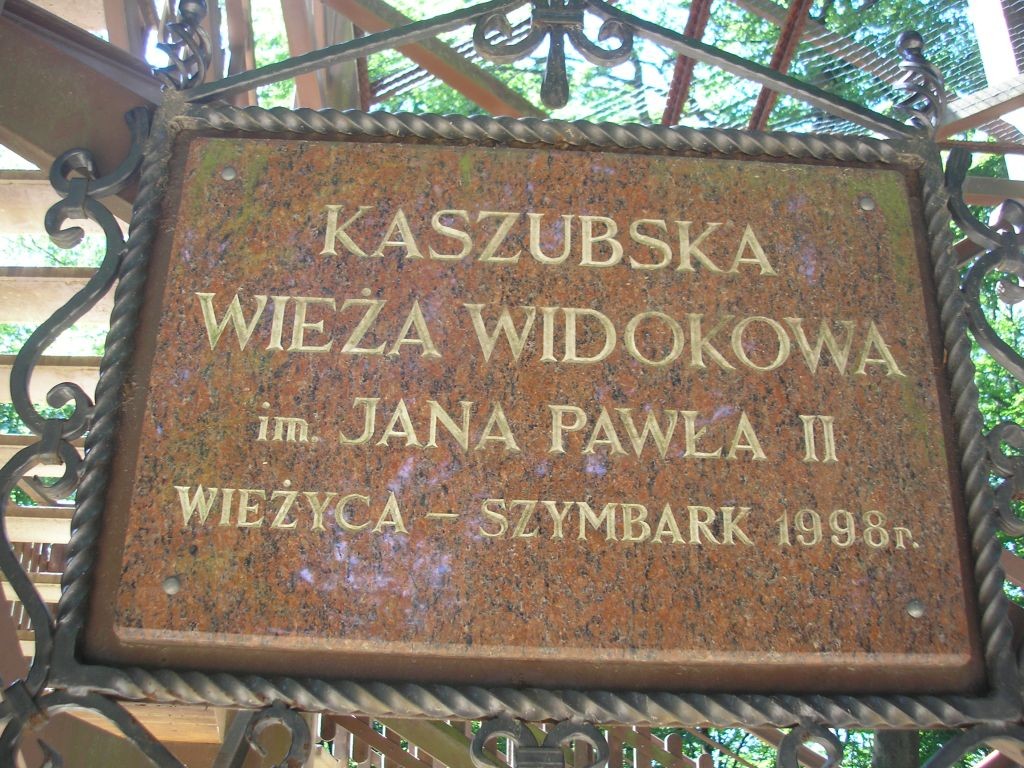 KASZUBSKA
WIEŻA WIDOKOWA
im. JANA PAWŁA II
WIEŻYCA – SZYMBARK 1998r.